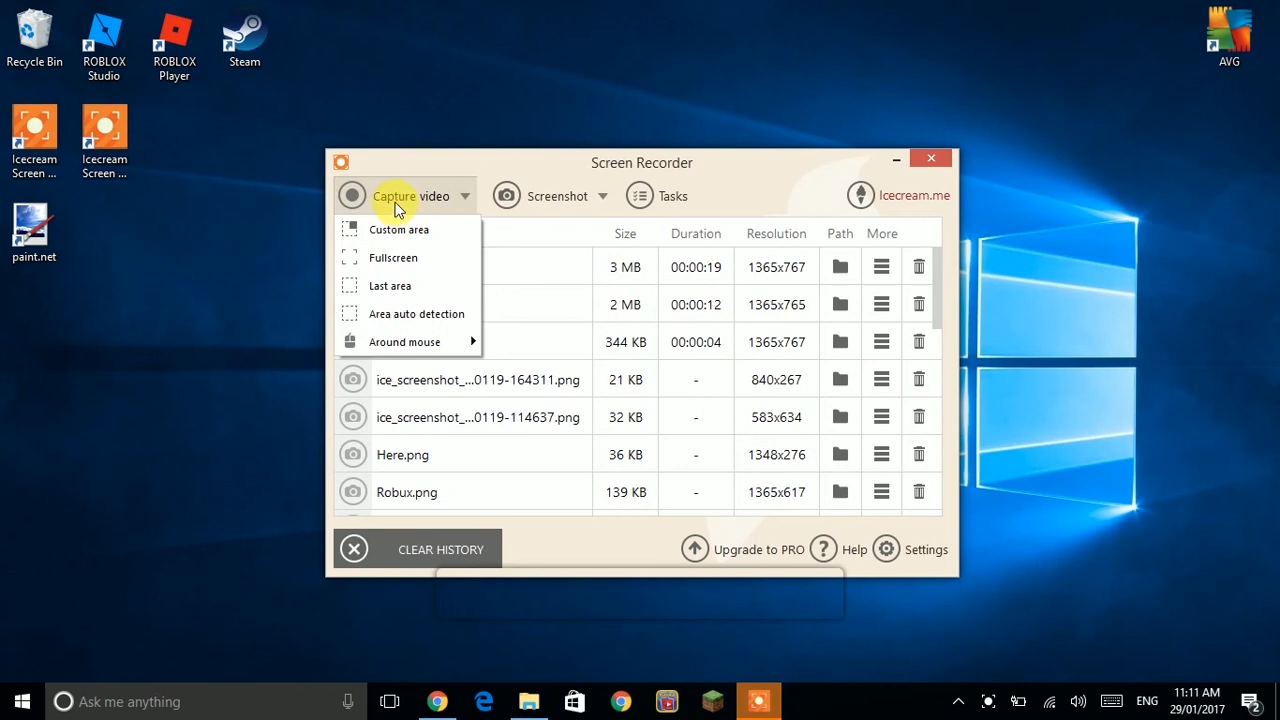 Recycle Bin
ROBLOX Studio
ROBLOX Player
Steam
AVG
Icecream Screen ...
Icecream Screen ...
paint.net
Screen Recorder
Capture video
Screenshot
Tasks
Icecream.me
Custom area
Fullscreen
Last area
Area auto detection
Around mouse
Size Duration Resolution Path More
3 MB 00:00:19 1365x767
2 MB 00:00:12 1365x765
344 KB 00:00:04 1365x767
ice_screenshot_...0119-164311.png 21 KB - 840x267
ice_screenshot_...0119-114637.png 32 KB - 583x634
Here.png 36 KB - 1348x276
Robux.png 139 KB - 1365x617
CLEAR HISTORY
Upgrade to PRO
Help
Settings
Ask me anything
ENG
11:11 AM
29/01/2017
2